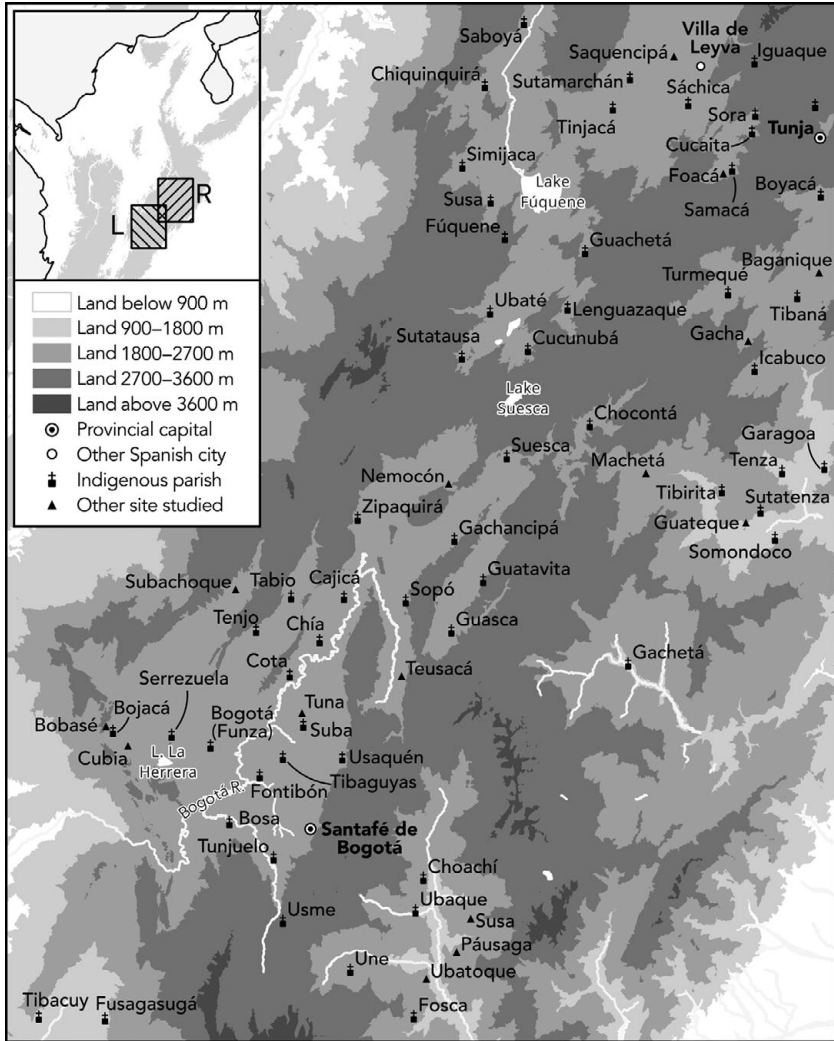 L
R
Land below 900 m
Land 900–1800 m
Land 1800–2700 m
Land 2700–3600 m
Land above 3600 m
Provincial capital
Other Spanish city
Indigenous parish
Other site studied
Saboyá
Villa de
Leyva
Saquencipá
Iguaque
Chiquinquirá
Sutamarchán
Sáchica
Tinjacá
Sora
Tunja
Cucaita
Simijaca
Lake
Fúquene
Foacá
Boyacá
Susa
Samacá
Fúquene
Guachetá
Baganique
Turmequé
Ubaté
Lenguazaque
Tibaná
Sutatausa
Cucunubá
Gacha
Icabuco
Lake
Suesca
Chocontá
Garagoa
Suesca
Machetá
Tenza
Nemocón
Tibirita
Sutatenza
Zipaquirá
Guateque
Gachancipá
Somondoco
Subachoque
Tabio
Cajicá
Guatavita
Sopó
Tenjo
Chía
Guasca
Cota
Gachetá
Serrezuela
Teusacá
Bojacá
Tuna
Bobasé
Bogotá
(Funza)
Suba
Cubia
L. La
Herrera
Usaquén
Tibaguyas
Bogotá R.
Fontibón
Bosa
Santafé de
Bogotá
Tunjuelo
Choachí
Ubaque
Usme
Susa
Páusaga
Une
Ubatoque
Tibacuy
Fusagasugá
Fosca